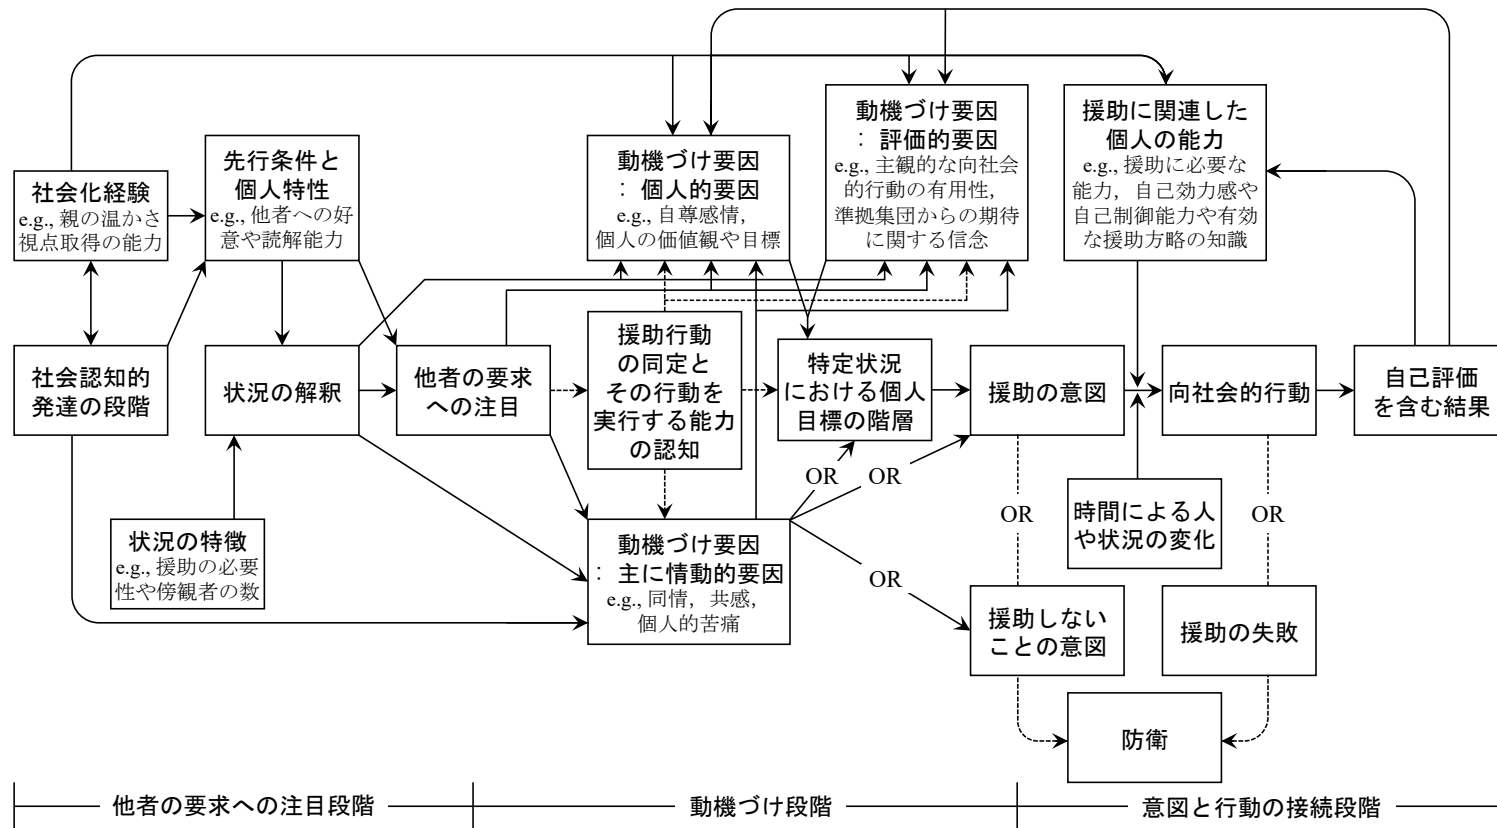 社会化経験
e.g., 親の温かさ
視点取得の能力
先行条件と
個人特性
e.g., 他者への好
意や読解能力
動機づけ要因
：個人的要因
e.g., 自尊感情，
個人の価値観や目標
動機づけ要因
：評価的要因
e.g., 主観的な向社会
的行動の有用性，
準拠集団からの期待
に関する信念
援助に関連した
個人の能力
e.g., 援助に必要な
能力，自己効力感や
自己制御能力や有効
な援助方略の知識
社会認知的
発達の段階
状況の解釈
他者の要求
への注目
援助行動
の同定と
その行動を
実行する能力
の認知
特定状況
における個人
目標の階層
援助の意図
向社会的行動
自己評価
を含む結果
OR
OR
OR
OR
OR
状況の特徴
e.g., 援助の必要
性や傍観者の数
動機づけ要因
：主に情動的要因
e.g., 同情，共感，
個人的苦痛
時間による人
や状況の変化
援助しない
ことの意図
援助の失敗
防衛
他者の要求への注目段階
動機づけ段階
意図と行動の接続段階